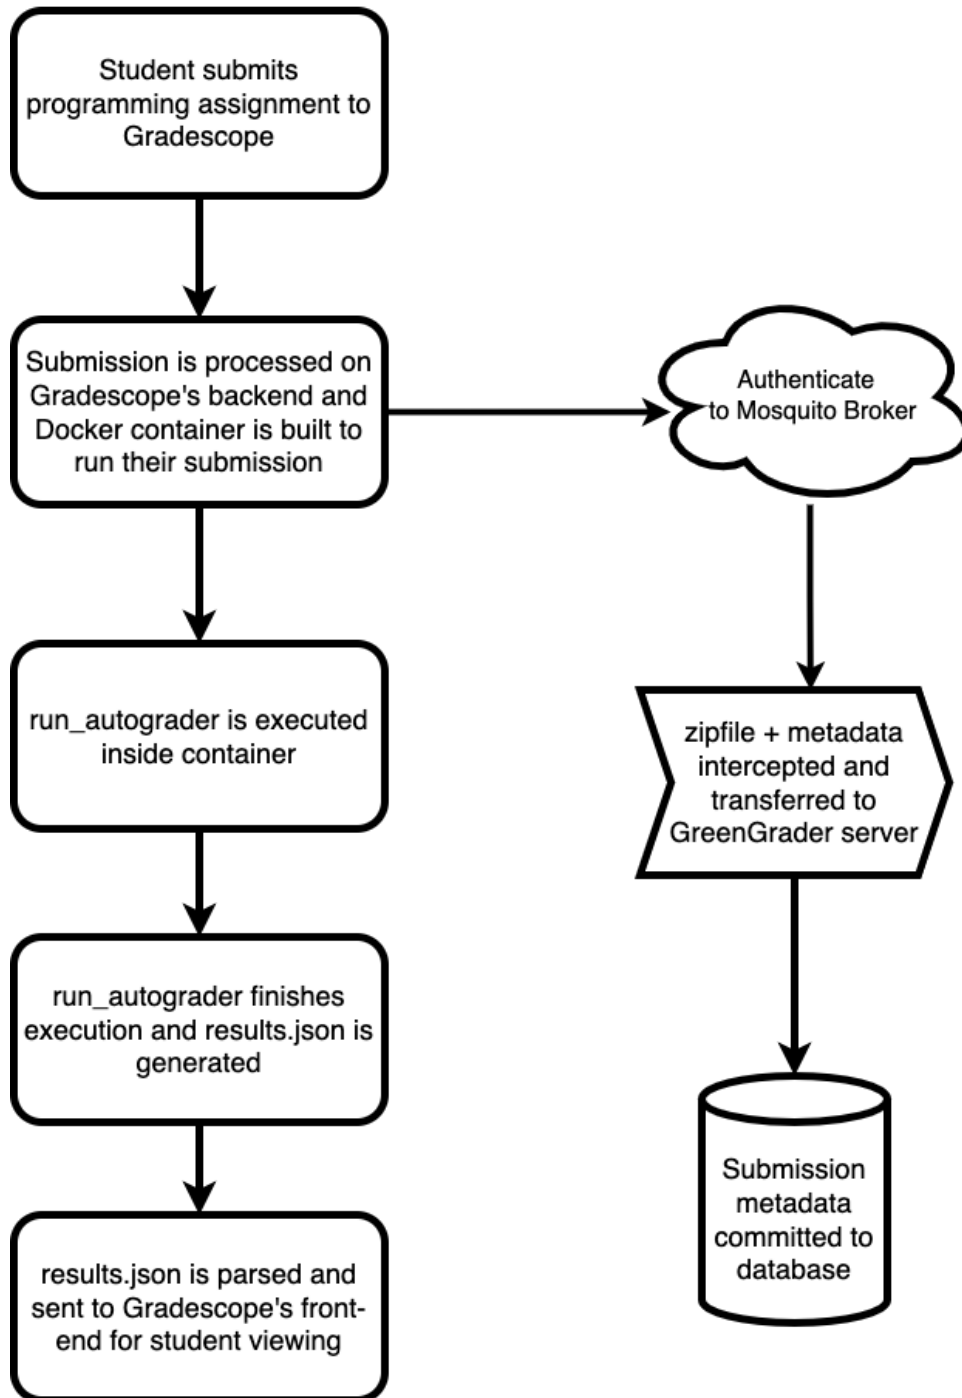 Student submits
programming assignment to
Gradescope
Submission is processed on
Gradescope's backend and
Docker container is built to
run their submission
Authenticate
to Mosquito Broker
run_autograder is executed
inside container
zipfile + metadata
intercepted and
transferred to
GreenGrader server
run_autograder finishes
execution and results.json is
generated
Submission
metadata
committed to
database
results.json is parsed and
sent to Gradescope's front-
end for student viewing